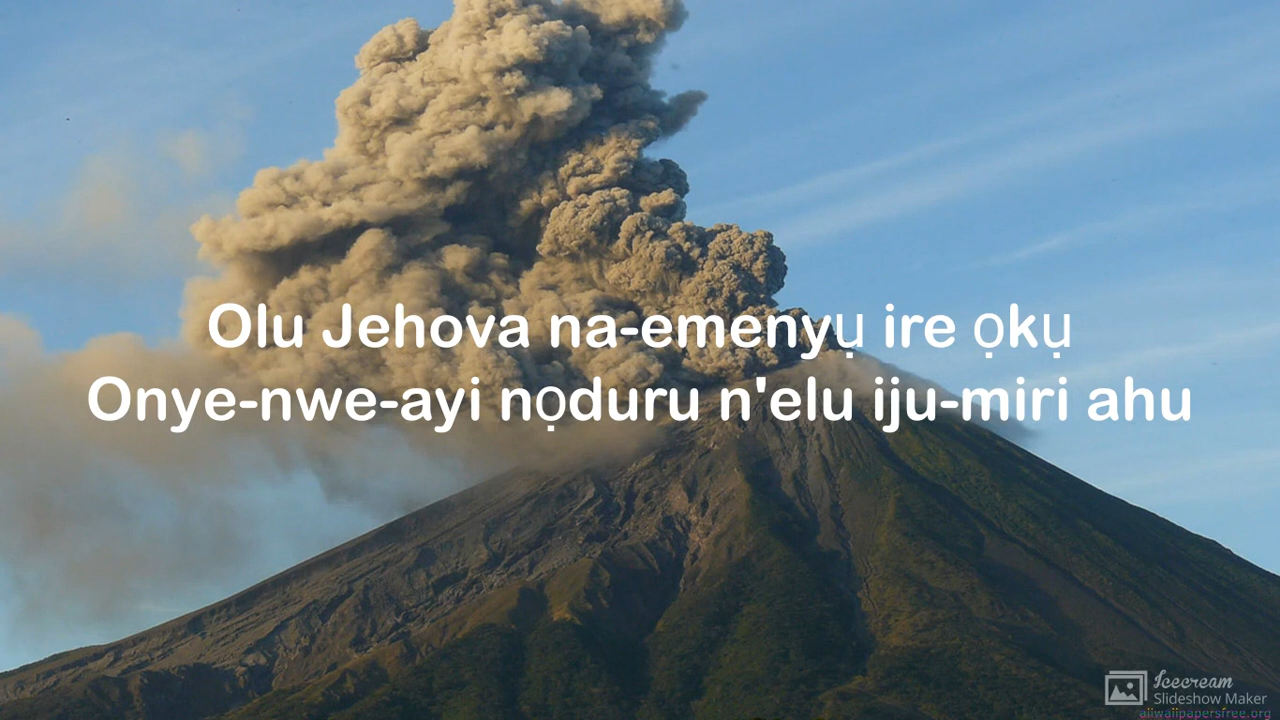 Olu Jehova na-emenyụ ire ọkụ
Onye-nwe-ayi nọduru n'elu iju-miri ahu
Icecream
Slideshow Maker
allwallpapersfree.org